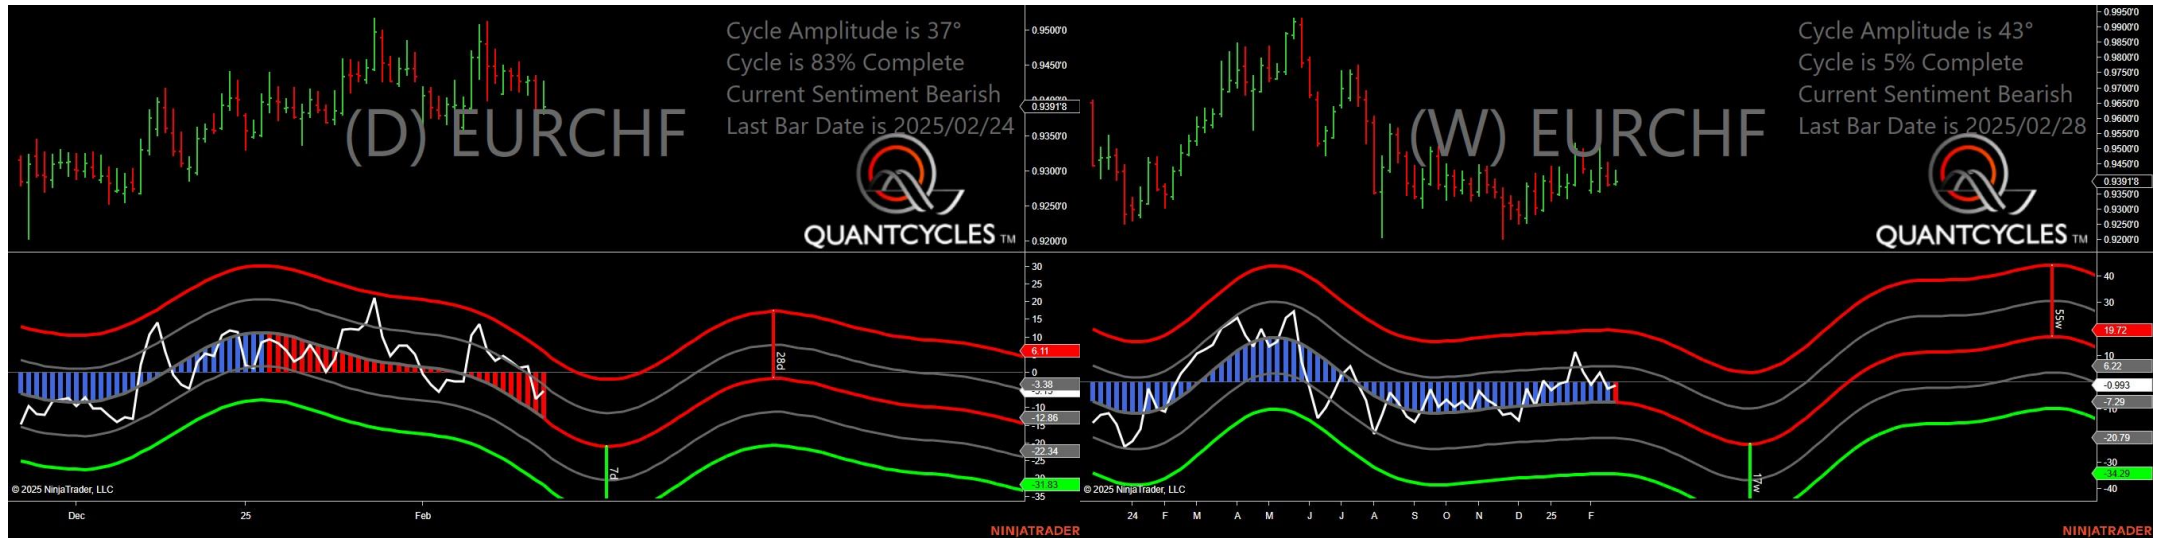 Cycle Amplitude is 37°
Cycle is 83% Complete
Current Sentiment Bearish
Last Bar Date is 2025/02/24
(D) EURCHF
QUANTCYCLES TM
0.9500'0
0.9450'0
0.9391'8
0.9350'0
0.9300'0
0.9250'0
0.9200'0
30
25
20
15
10
6.11
0
-3.38
-10
-12.86
-15
-20
-22.34
-25
-31.83
-35
28d
7d
© 2025 NinjaTrader, LLC
Dec
25
Feb
NINJATRADER
Cycle Amplitude is 43°
Cycle is 5% Complete
Current Sentiment Bearish
Last Bar Date is 2025/02/28
(W) EURCHF
QUANTCYCLES TM
0.9950'0
0.9900'0
0.9850'0
0.9800'0
0.9750'0
0.9700'0
0.9650'0
0.9600'0
0.9550'0
0.9500'0
0.9450'0
0.9391'8
0.9350'0
0.9300'0
0.9250'0
0.9200'0
40
30
19.72
10
6.22
-0.993
-7.29
-10
-20.79
-30
-34.29
-40
55w
17w
© 2025 NinjaTrader, LLC
24 F M A M J J A S O N D 25 F
NINJATRADER